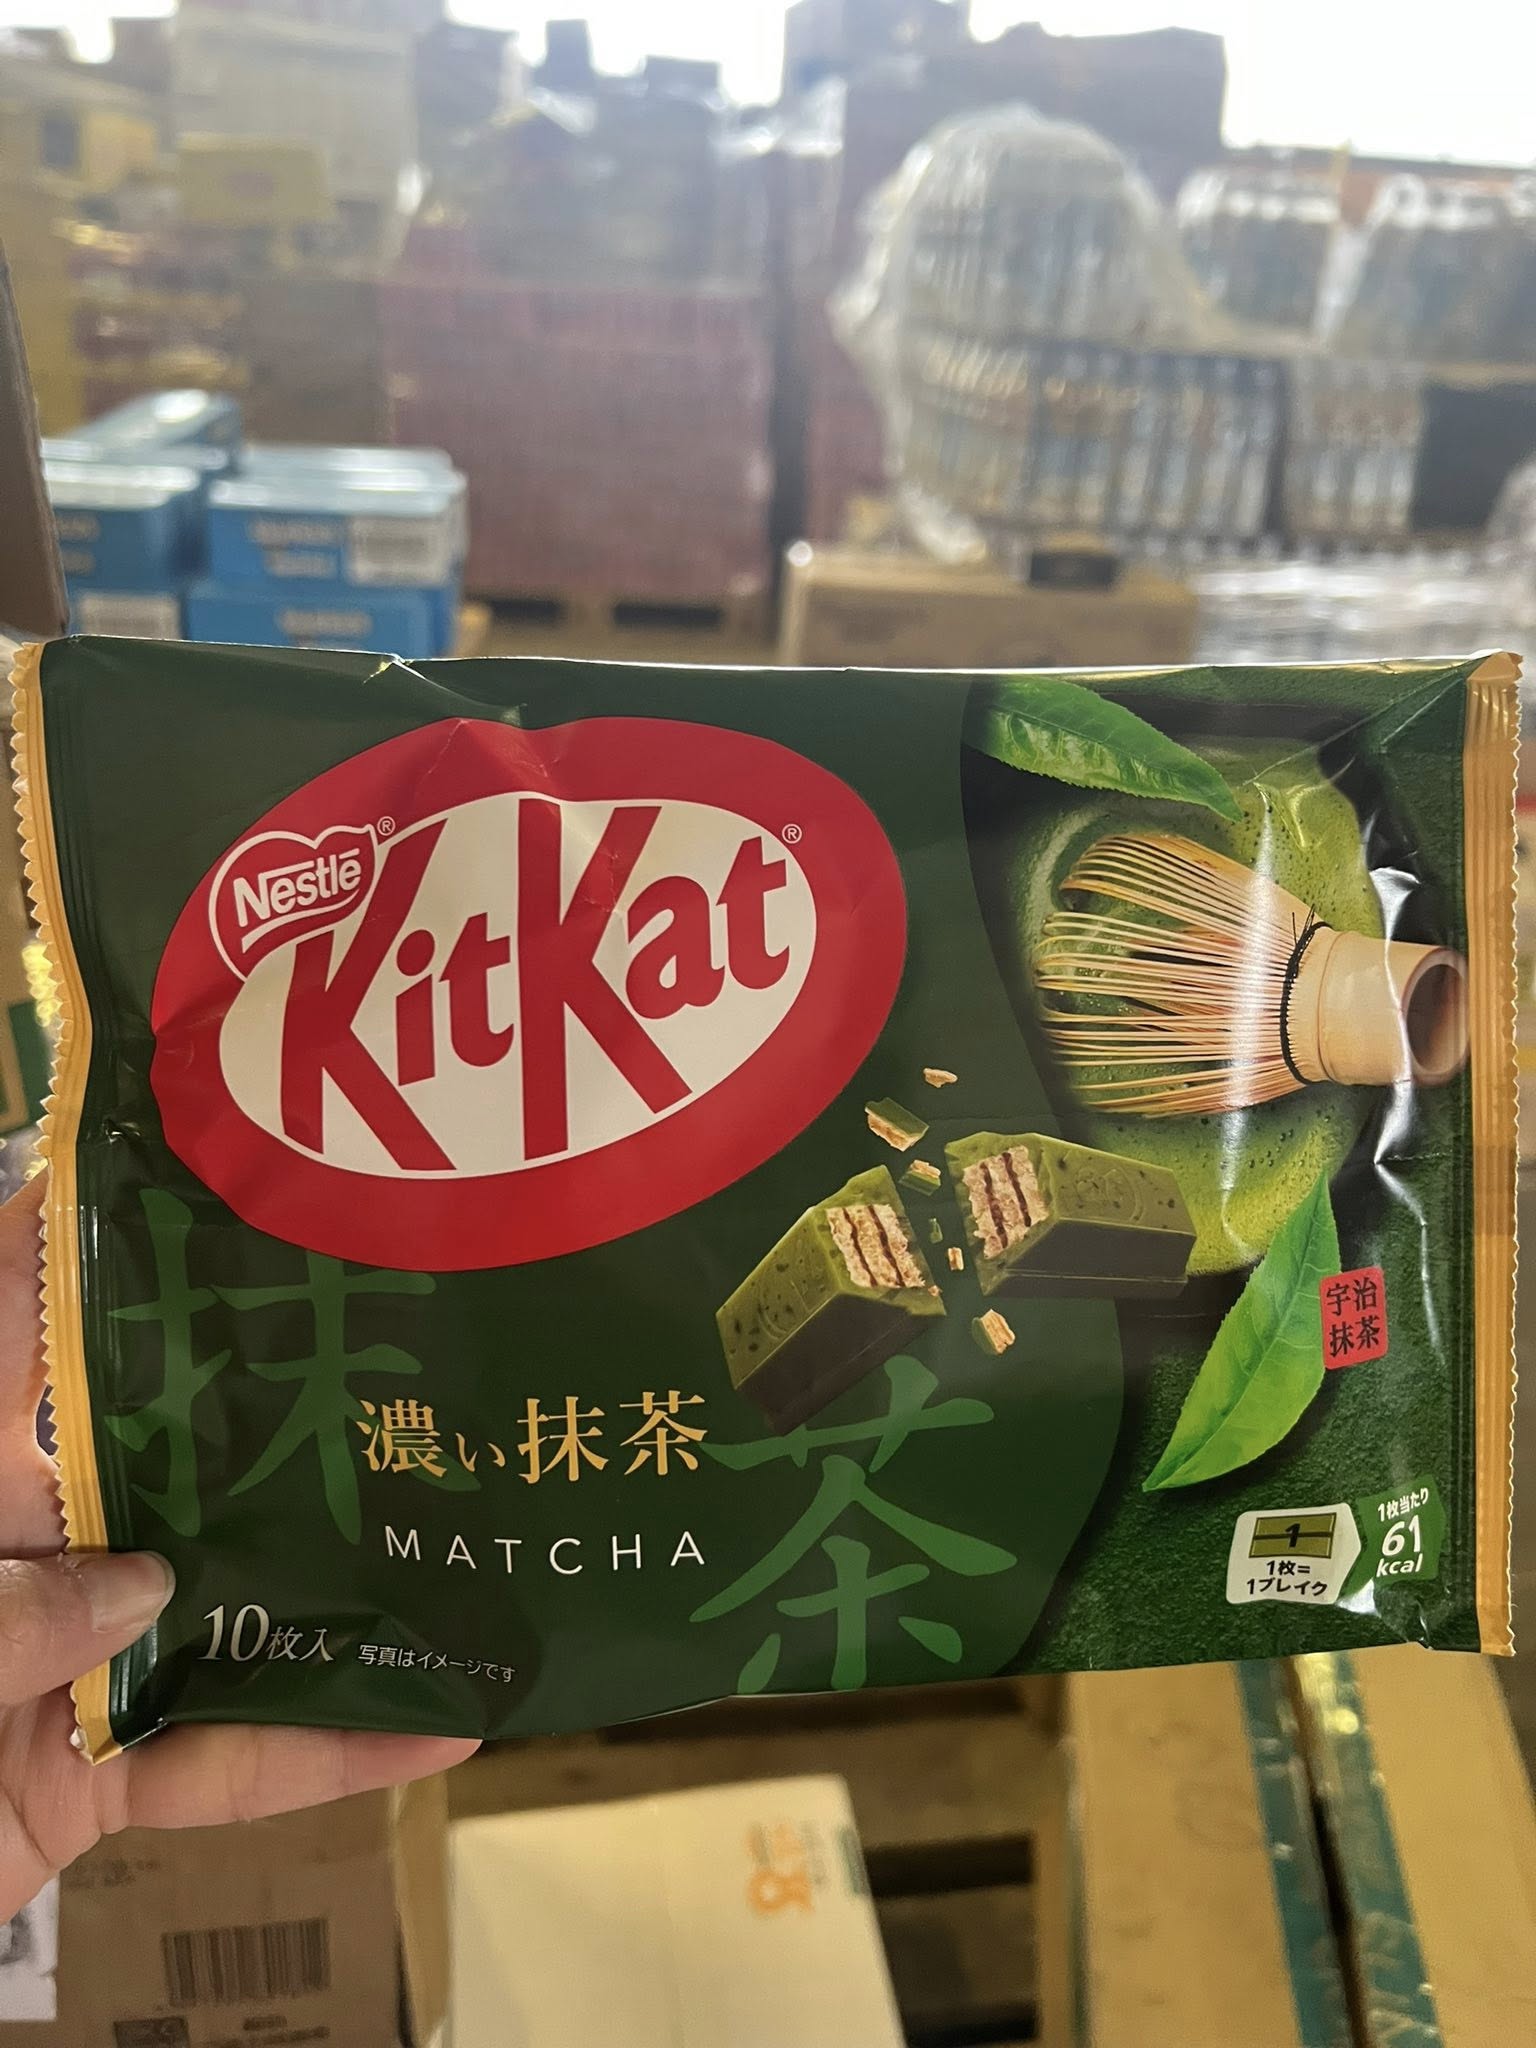 Nestlé®
KitKat®
抹茶
濃い抹茶
MATCHA
宇治
抹茶
10枚入
写真はイメージです
1
1枚=
1ブレイク
1枚当たり
61
kcal